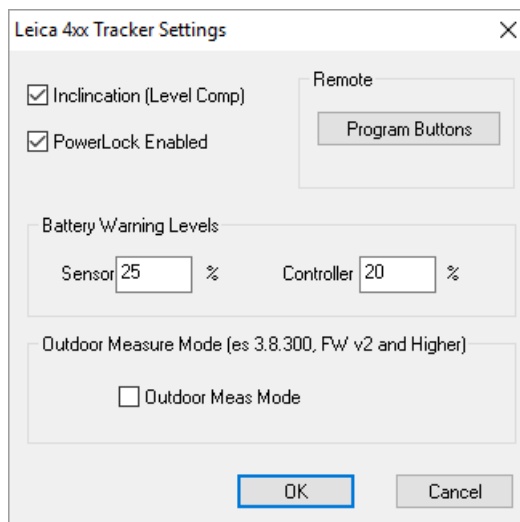 Leica 4xx Tracker Settings
Inclincation (Level Comp)
PowerLock Enabled
Remote
Program Buttons
Battery Warning Levels
Sensor 25 %
Controller 20 %
Outdoor Measure Mode (es 3.8.300, FW v2 and Higher)
Outdoor Meas Mode
OK
Cancel